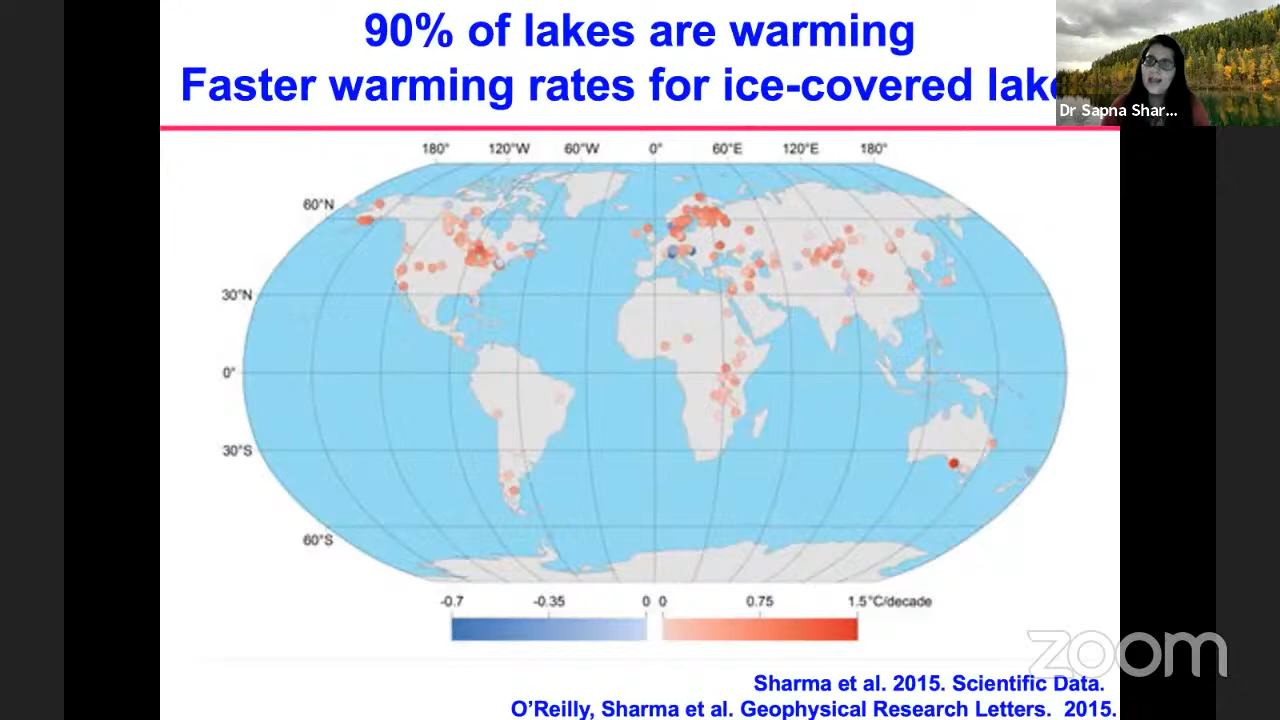 90% of lakes are warming
Faster warming rates for ice-covered lake
Dr Sapna Shar...
180° 120°W 60°W 0° 60°E 120°E 180°
60°N
30°N
0°
30°S
60°S
-0.7 -0.35 0 0 0.75 1.5°C/decade
zoom
Sharma et al. 2015. Scientific Data.
O'Reilly, Sharma et al. Geophysical Research Letters. 2015.